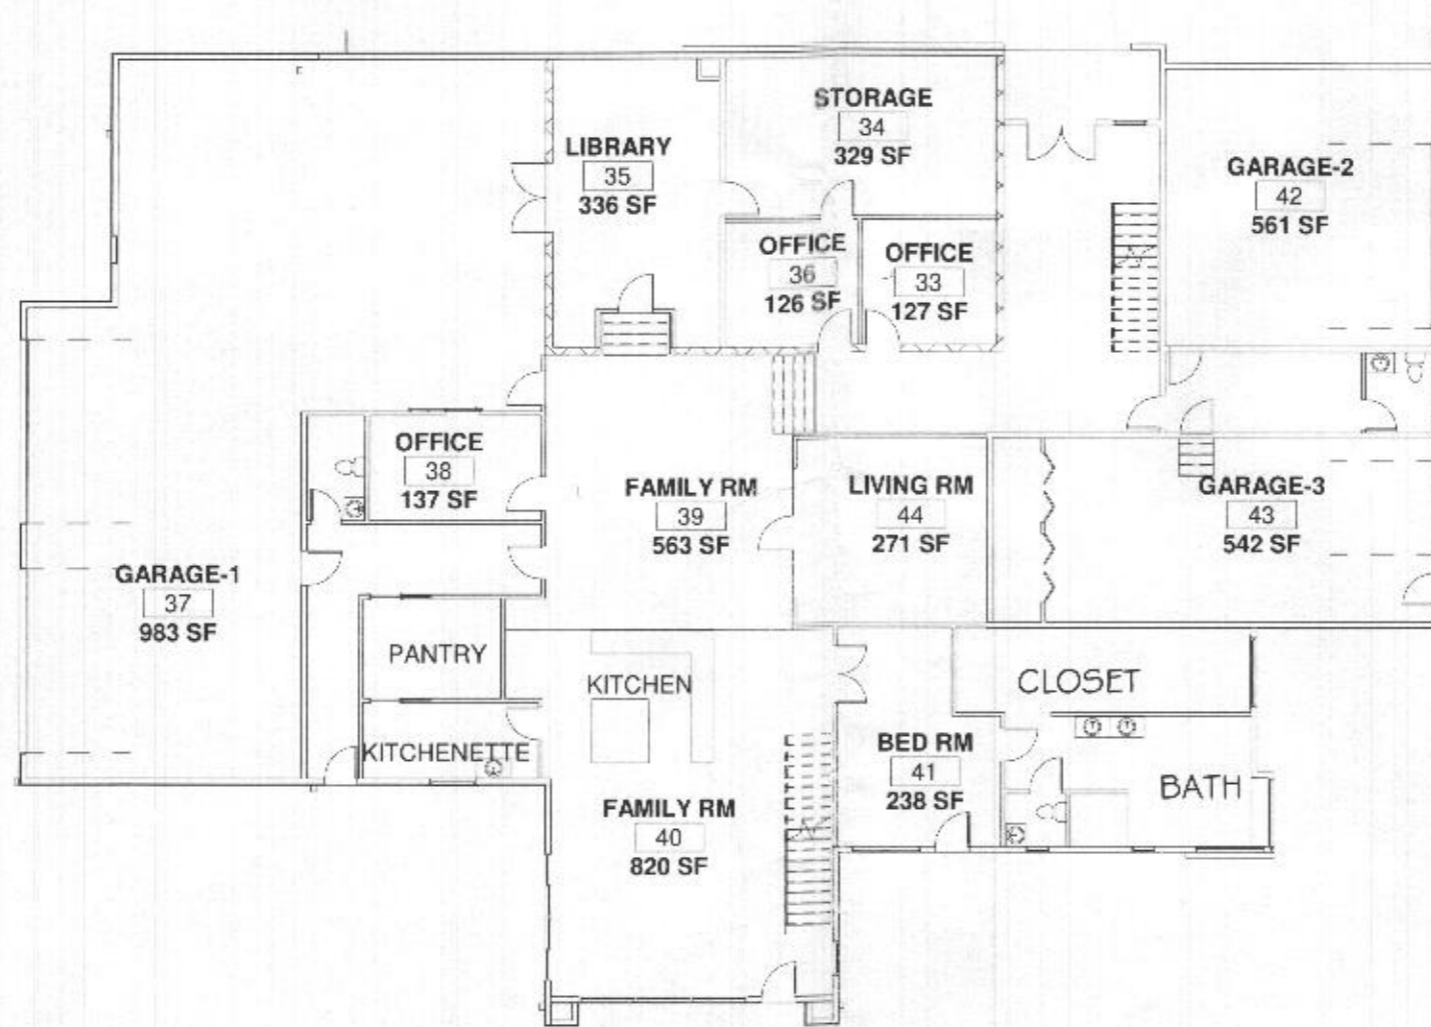 STORAGE
34
329 SF
LIBRARY
35
336 SF
GARAGE-2
42
561 SF
OFFICE
36
126 SF
OFFICE
33
127 SF
OFFICE
38
137 SF
FAMILY RM
39
563 SF
LIVING RM
44
271 SF
GARAGE-3
43
542 SF
GARAGE-1
37
983 SF
PANTRY
KITCHEN
CLOSET
KITCHENETTE
BED RM
41
238 SF
BATH
FAMILY RM
40
820 SF